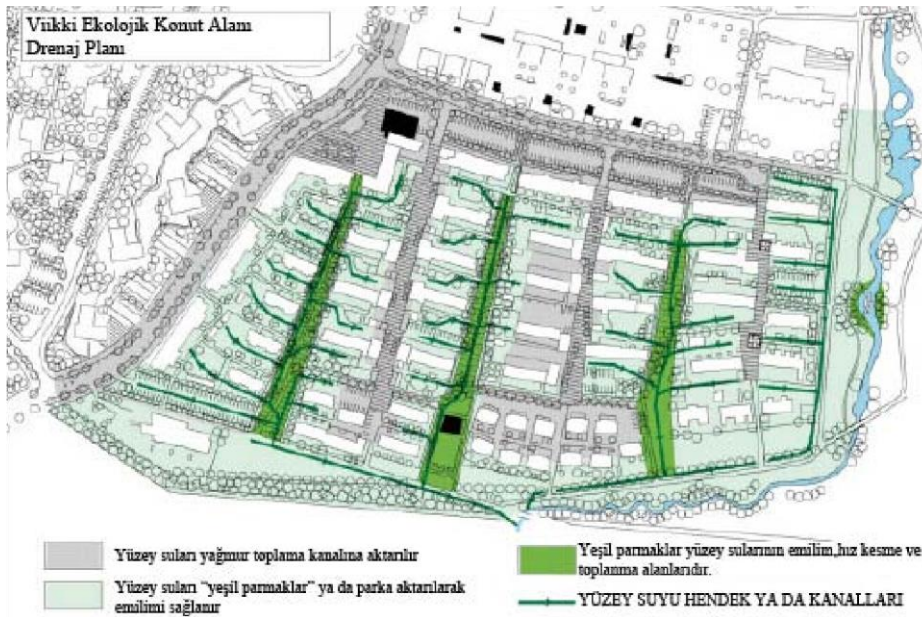 Viikki Ekolojik Konut Alanı
Drenaj Planı
Yüzey suları yağmur toplama kanalına aktarılır
Yüzey suları “yeşil parmaklar” ya da parka aktarılarak
emilimi sağlanır
Yeşil parmaklar yüzey sularının emilim,hız kesme ve
toplanma alanlarıdır.
YÜZEY SUYU HENDEK YA DA KANALLARI